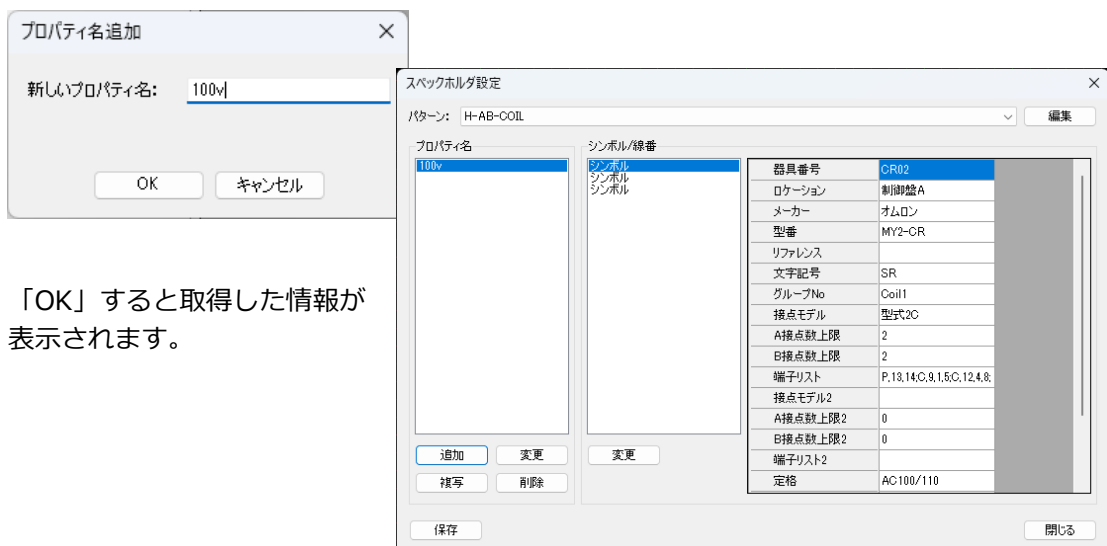 プロパティ名追加
新しいプロパティ名: 100v
OK キャンセル
「OK」すると取得した情報が
表示されます。
スペックホルダ設定
パターン: H-AB-COIL 編集
プロパティ名
100v
追加 変更
複写 削除
シンボル/線番
シンボル
シンボル
シンボル
変更
器具番号 CR02
ロケーション 制御盤A
メーカー オムロン
型番 MY2-CR
リファレンス
文字記号 SR
グループNo Coil1
接点モデル 型式2C
A接点数上限 2
B接点数上限 2
端子リスト P,13,14;C,9,1,5;C,12,4,8;
接点モデル2
A接点数上限2 0
B接点数上限2 0
端子リスト2
定格 AC100/110
保存 閉じる